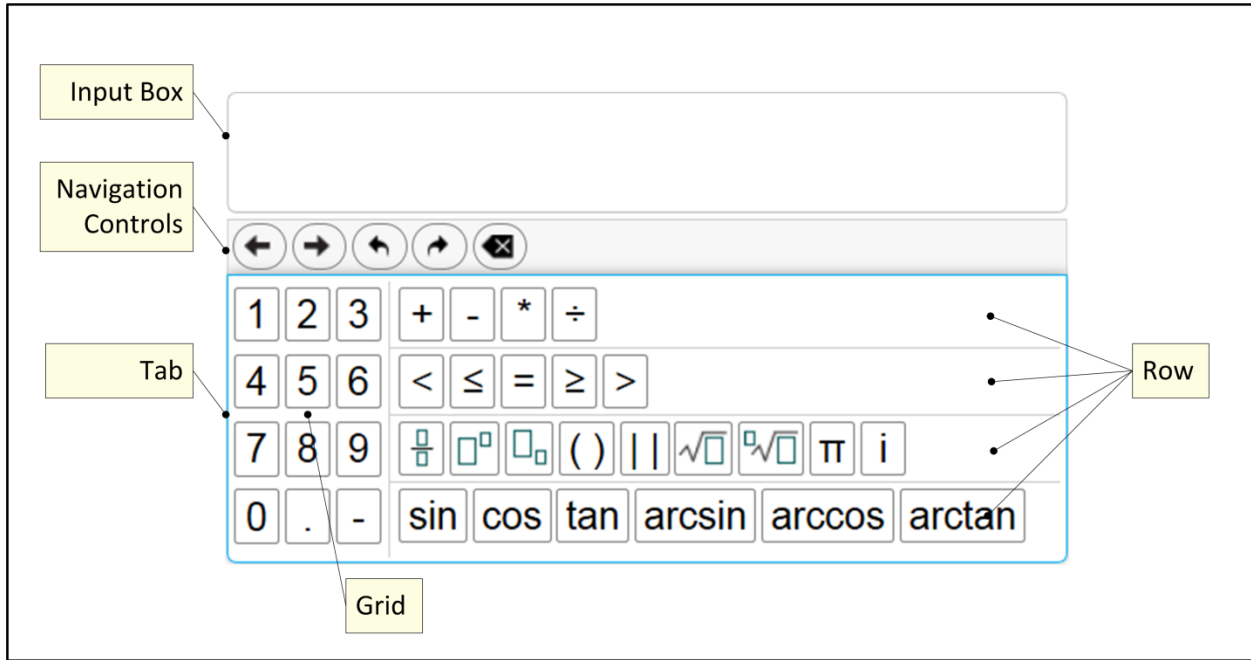 Input Box
Navigation
Controls
1 2 3 + - * ÷
Tab
4 5 6 < ≤ = ≥ >
Row
7 8 9 ( ) | | √ √ π i
0 . - sin cos tan arcsin arccos arctan
Grid